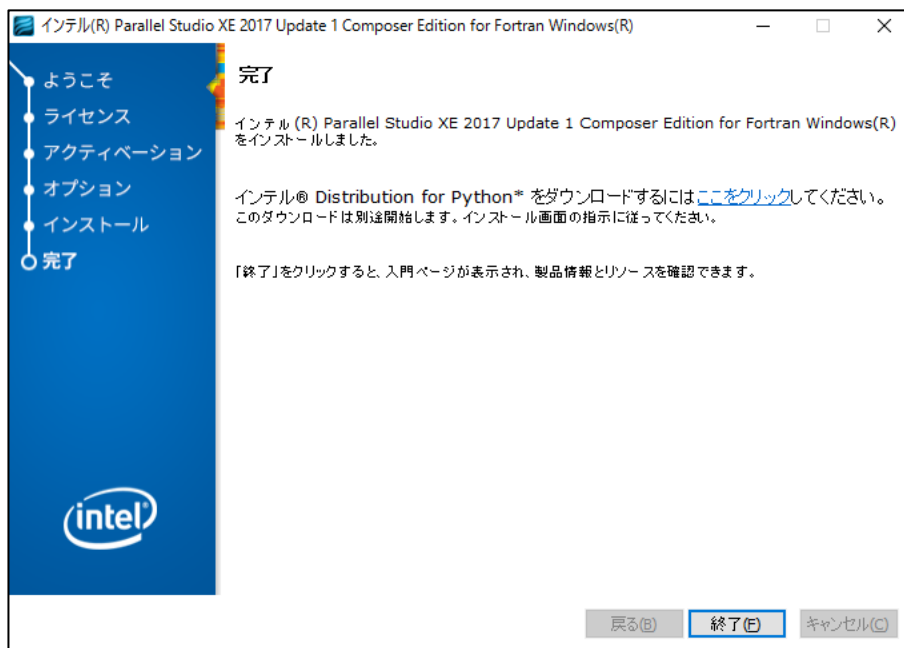 インテル(R) Parallel Studio XE 2017 Update 1 Composer Edition for Fortran Windows(R)
ようこそ
ライセンス
アクティベーション
オプション
インストール
完了
intel
完了
インテル (R) Parallel Studio XE 2017 Update 1 Composer Edition for Fortran Windows(R)
をインストールしました。
インテル® Distribution for Python* をダウンロードするにはここをクリックしてください。
このダウンロードは別途開始します。インストール画面の指示に従ってください。
「終了」をクリックすると、入門ページが表示され、製品情報とリソースを確認できます。
戻る(B)
終了(F)
キャンセル(C)